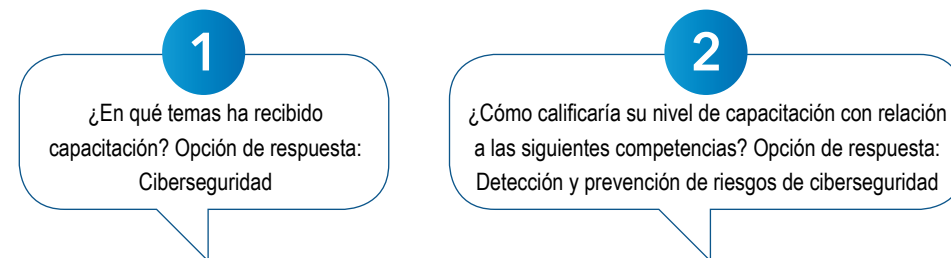 1
¿En qué temas ha recibido
capacitación? Opción de respuesta:
Ciberseguridad
2
¿Cómo calificaría su nivel de capacitación con relación
a las siguientes competencias? Opción de respuesta:
Detección y prevención de riesgos de ciberseguridad